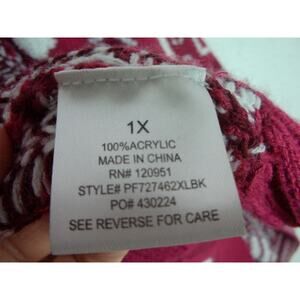 1X
100%ACRYLIC
MADE IN CHINA
RN# 120951
STYLE# PF727462XLBK
PO# 430224
SEE REVERSE FOR CARE